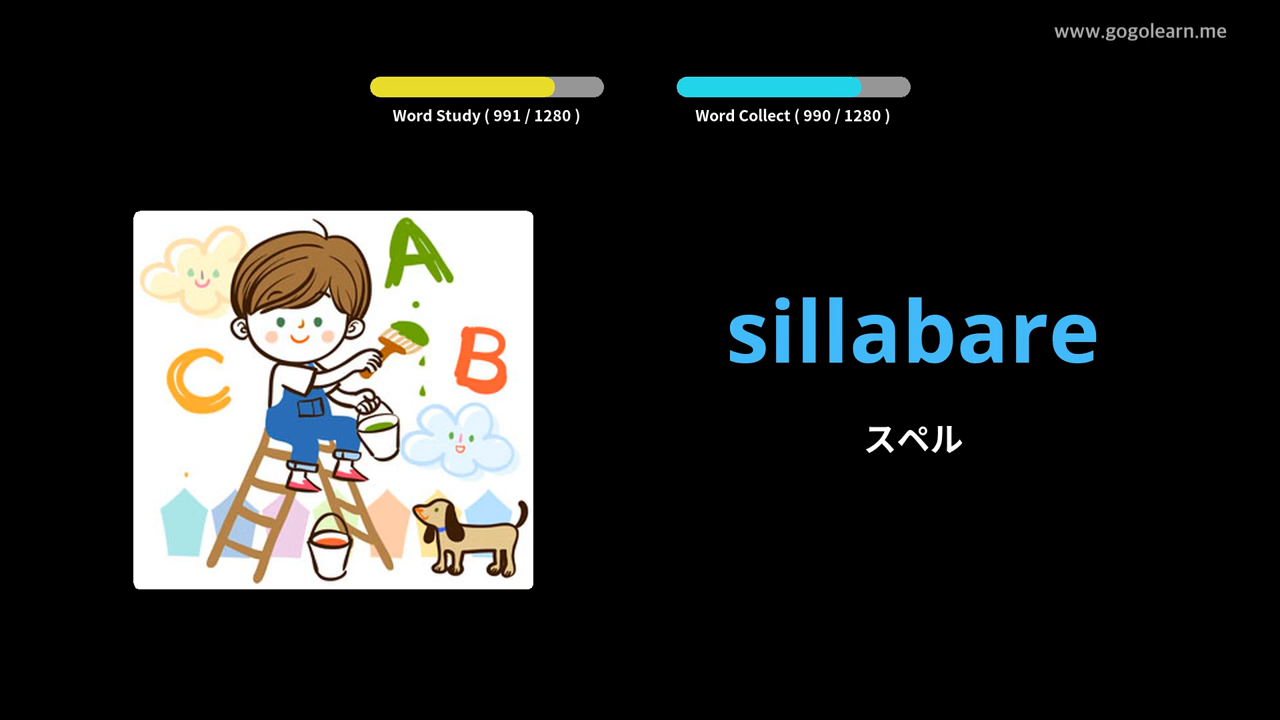 www.gogolearn.me
Word Study ( 991 / 1280 )
Word Collect ( 990 / 1280 )
A
B
C
sillabare
スペル